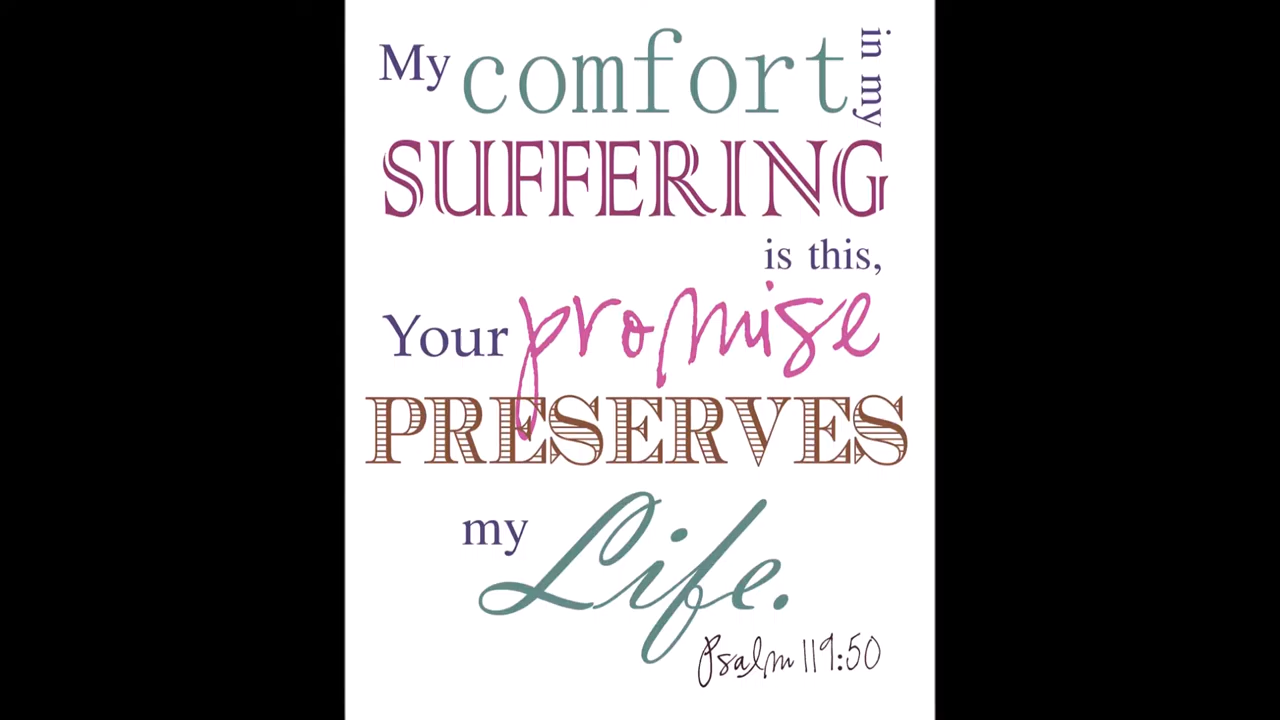 My comfort in my
SUFFERING
is this,
Your promise
PRESERVES
my Life.
Psalm 119:50